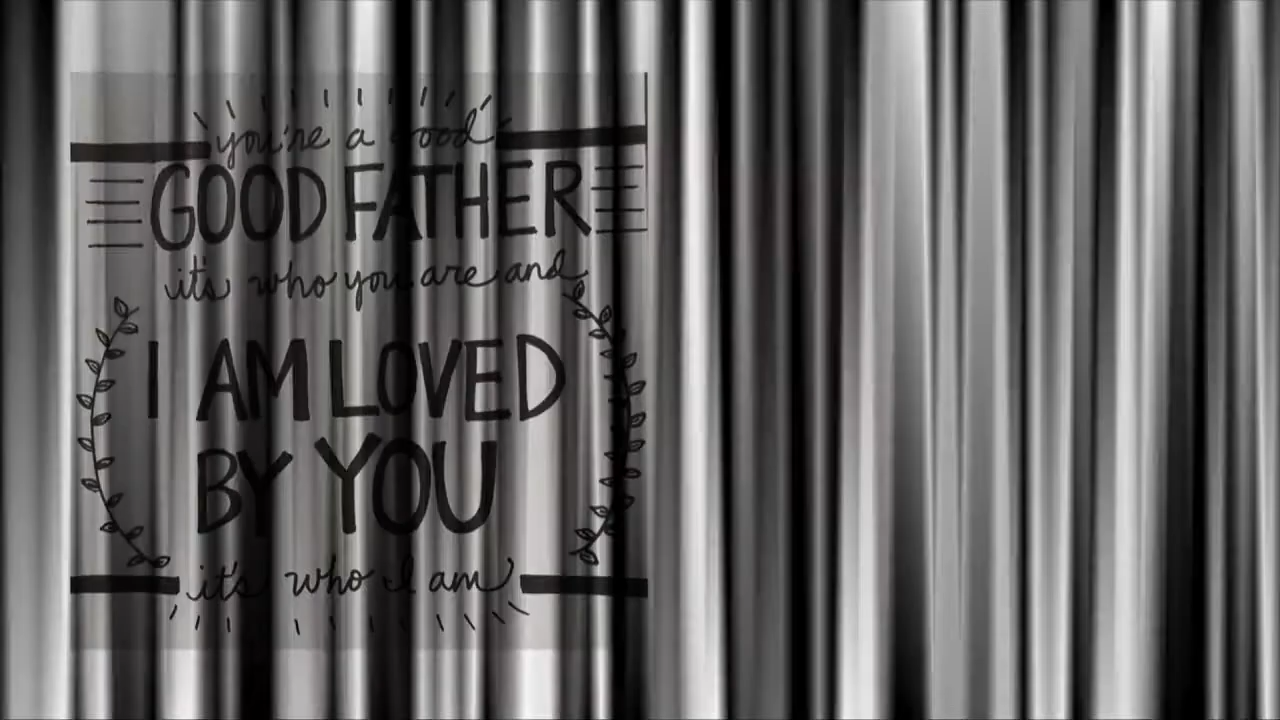 you're a good
GOOD FATHER
it's who you are and
I AM LOVED
BY YOU
it's who I am